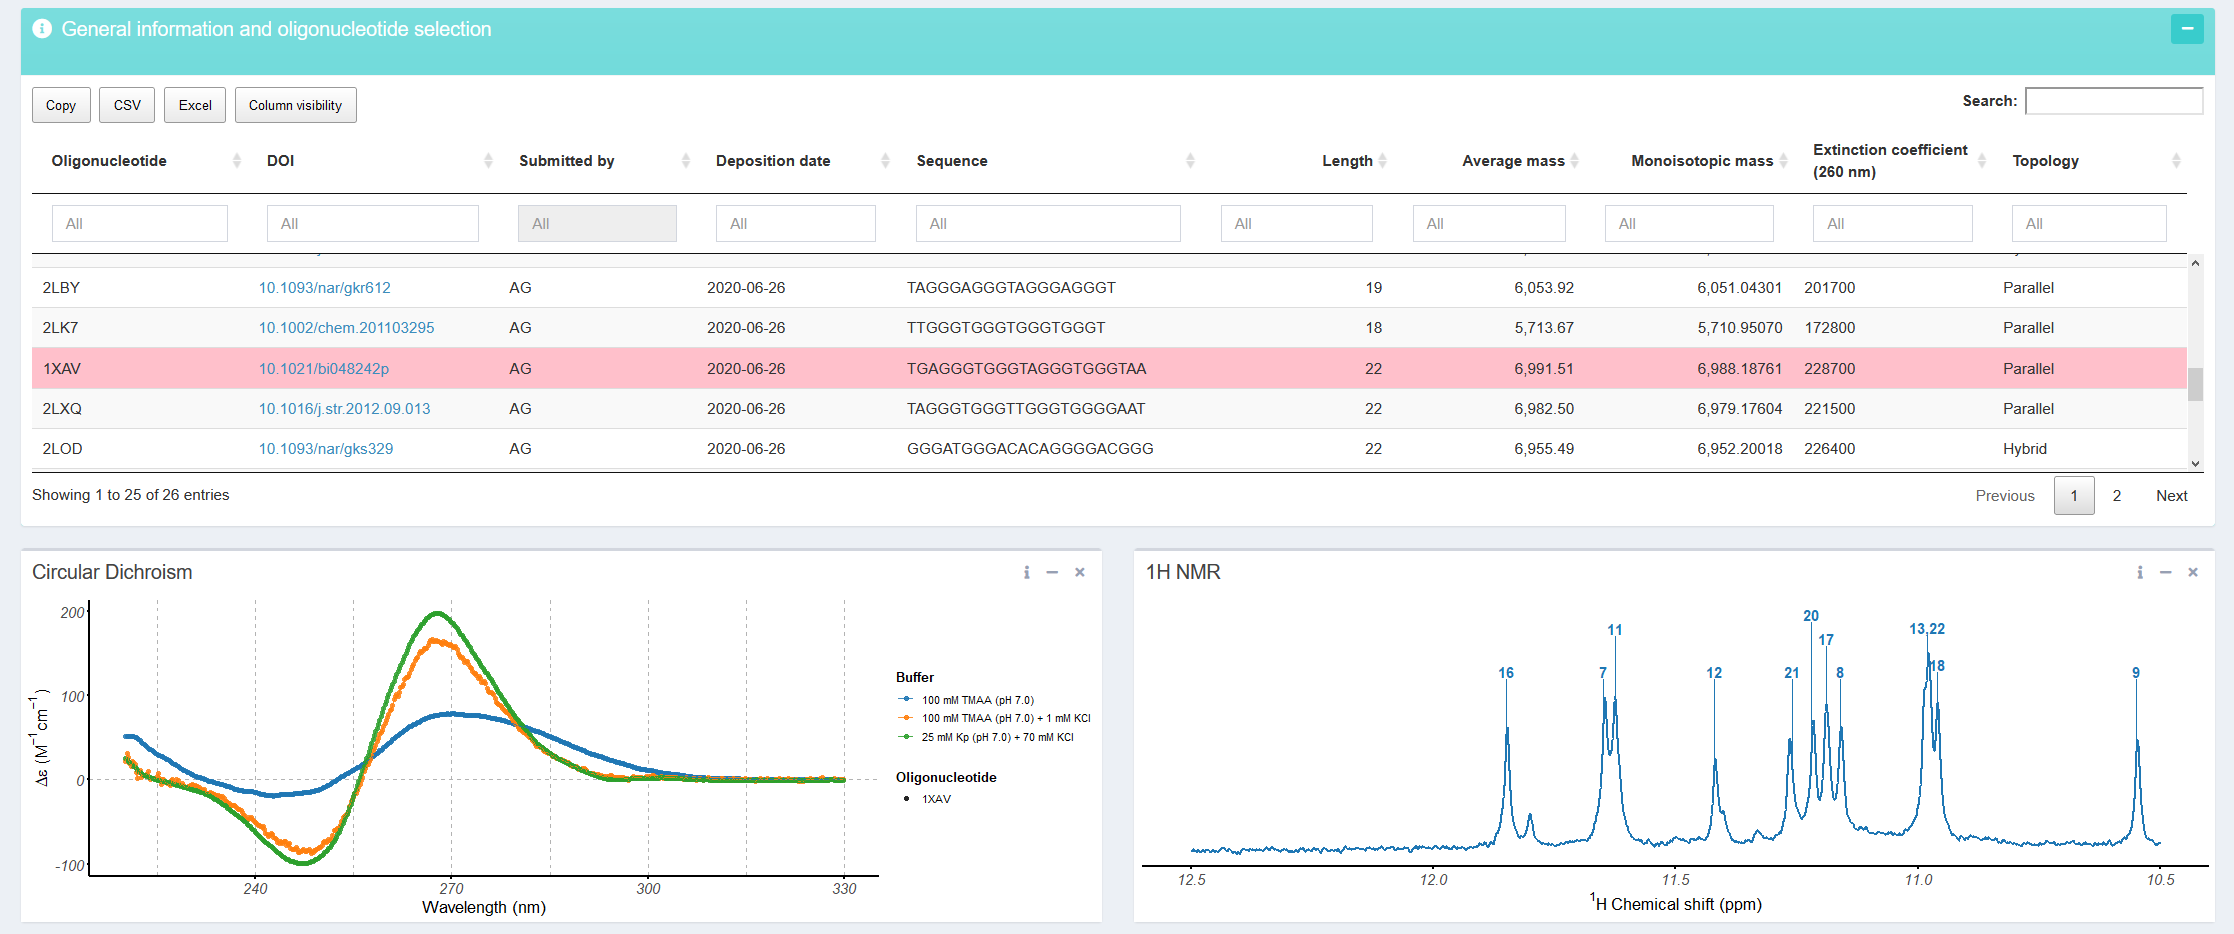 General information and oligonucleotide selection
Copy CSV Excel Column visibility Search:
Oligonucleotide DOI Submitted by Deposition date Sequence Length Average mass Monoisotopic mass Extinction coefficient (260 nm) Topology
All All All All All All All All All All
2LBY 10.1093/nar/gkr612 AG 2020-06-26 TAGGGAGGGTAGGGAGGGT 19 6,053.92 6,051.04301 201700 Parallel
2LK7 10.1002/chem.201103295 AG 2020-06-26 TTGGGTGGGTGGGTGGGT 18 5,713.67 5,710.95070 172800 Parallel
1XAV 10.1021/bi048242p AG 2020-06-26 TGAGGGTGGGTAGGGTGGGTAA 22 6,991.51 6,988.18761 228700 Parallel
2LXQ 10.1016/j.str.2012.09.013 AG 2020-06-26 TAGGGTGGGTTGGGTGGGGAAT 22 6,982.50 6,979.17604 221500 Parallel
2LOD 10.1093/nar/gks329 AG 2020-06-26 GGGATGGGACACAGGGGACGGG 22 6,955.49 6,952.20018 226400 Hybrid
Showing 1 to 25 of 26 entries Previous 1 2 Next
Circular Dichroism
200
100
0
-100
Δε (M⁻¹cm⁻¹)
240 270 300 330
Wavelength (nm)
Buffer
100 mM TMAA (pH 7.0)
100 mM TMAA (pH 7.0) + 1 mM KCl
25 mM Kp (pH 7.0) + 70 mM KCl
Oligonucleotide
1XAV
1H NMR
16 7 11 12 21 20 17 8 13,22 18 9
12.5 12.0 11.5 11.0 10.5
¹H Chemical shift (ppm)